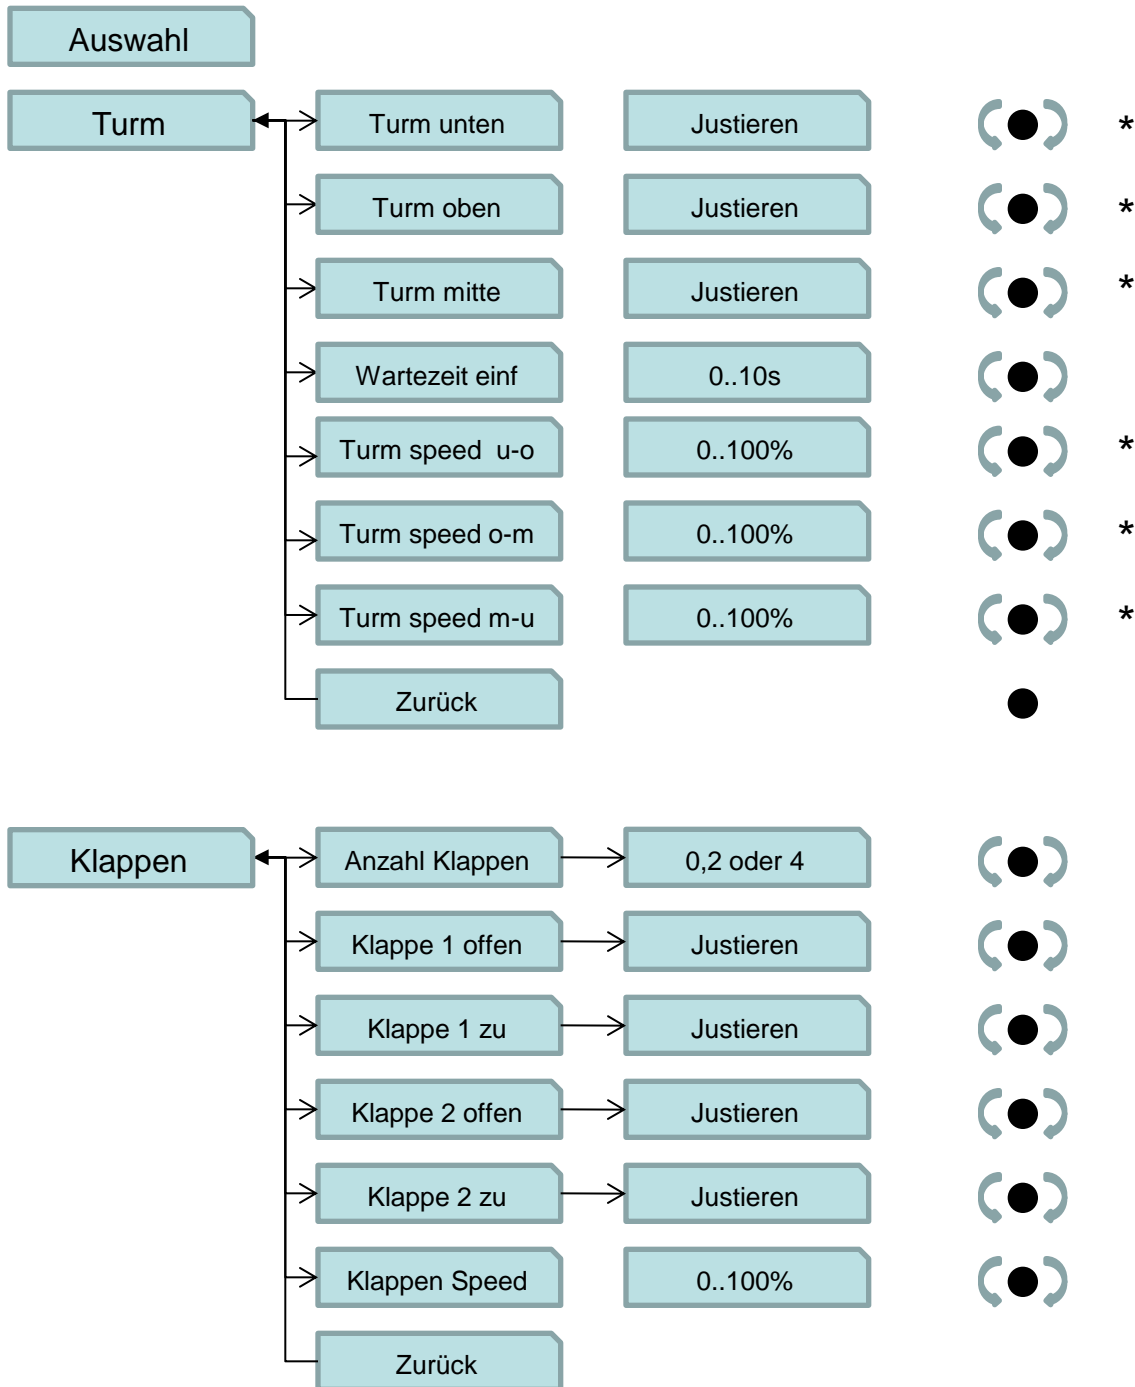 Auswahl
Turm Turm unten Justieren *
Turm oben Justieren *
Turm mitte Justieren *
Wartezeit einf 0..10s
Turm speed u-o 0..100% *
Turm speed o-m 0..100% *
Turm speed m-u 0..100% *
Zurück
Klappen Anzahl Klappen 0,2 oder 4
Klappe 1 offen Justieren
Klappe 1 zu Justieren
Klappe 2 offen Justieren
Klappe 2 zu Justieren
Klappen Speed 0..100%
Zurück